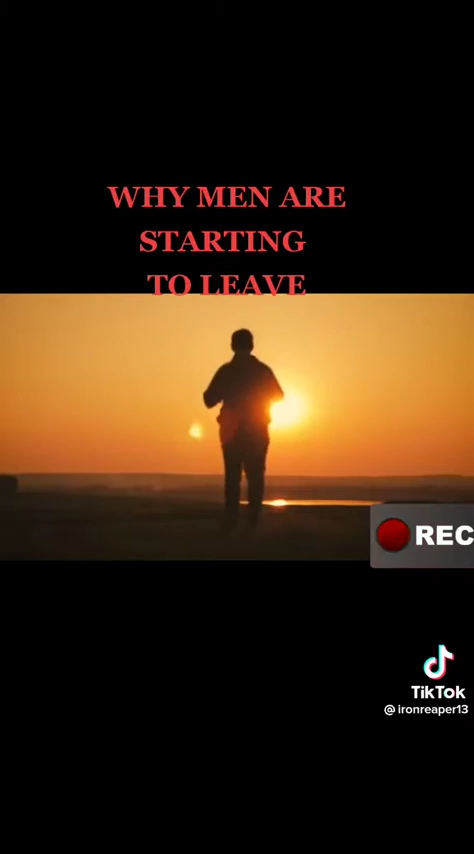 WHY MEN ARE
STARTING
TO LEAVE
REC
TikTok
@ ironreaper13